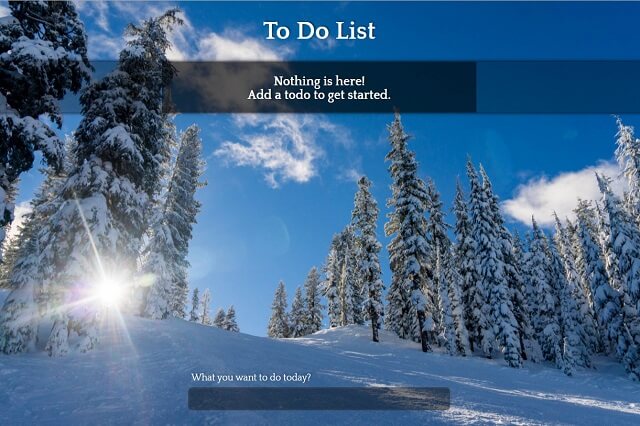 To Do List
Nothing is here!
Add a todo to get started.
What you want to do today?